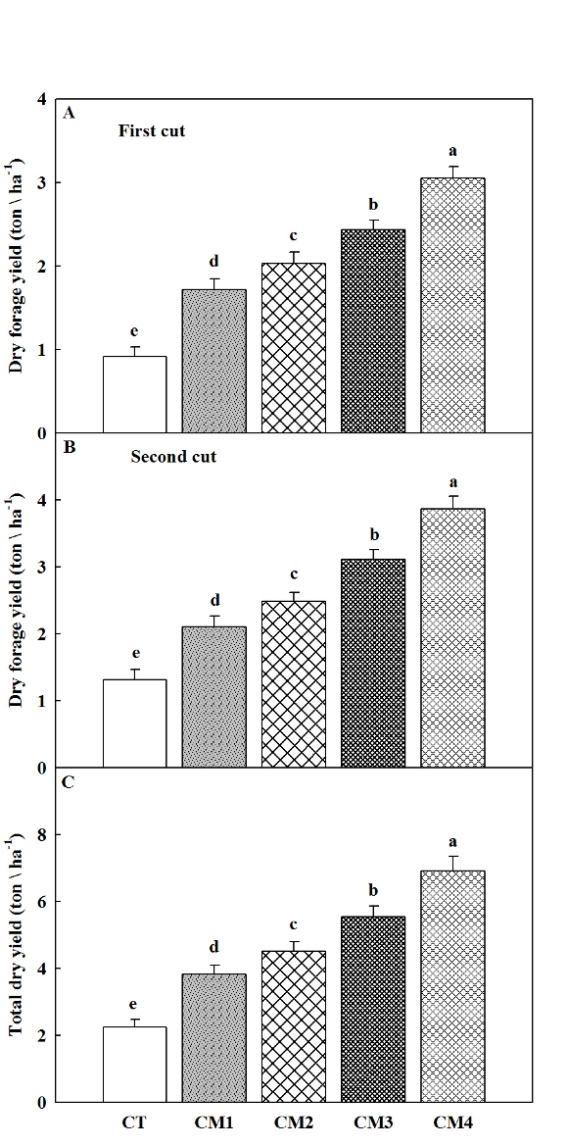 A
First cut
Dry forage yield (ton \ ha-1)
4
3
2
1
0
e
d
c
b
a
B
Second cut
Dry forage yield (ton \ ha-1)
4
3
2
1
0
e
d
c
b
a
C
Total dry yield (ton \ ha-1)
8
6
4
2
0
e
d
c
b
a
CT CM1 CM2 CM3 CM4